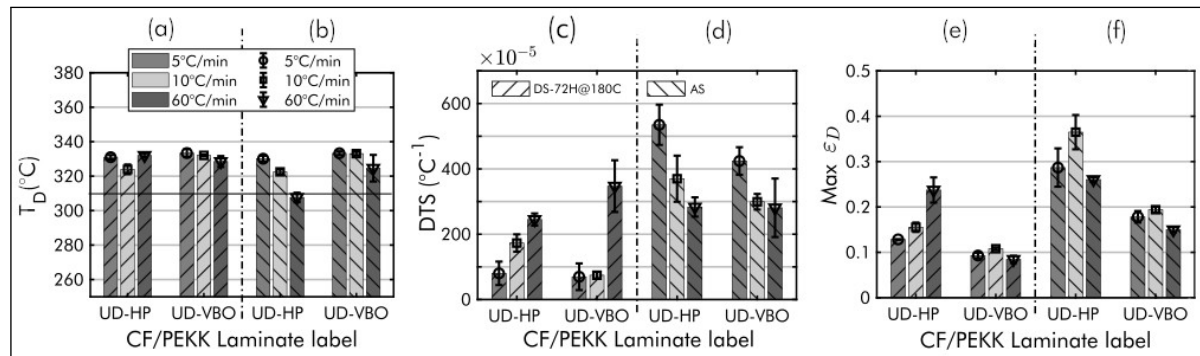 (a) (b) (c) (d) (e) (f)
5°C/min 5°C/min
10°C/min 10°C/min
60°C/min 60°C/min
T_D(°C)
380
360
340
320
310
300
280
260
UD-HP UD-VBO UD-HP UD-VBO
CF/PEKK Laminate label
× 10⁻⁵
DS-72H@180C AS
DTS (°C⁻¹)
600
400
200
0
UD-HP UD-VBO UD-HP UD-VBO
CF/PEKK Laminate label
Max ε_D
0.5
0.4
0.3
0.2
0.1
0
UD-HP UD-VBO UD-HP UD-VBO
CF/PEKK Laminate label